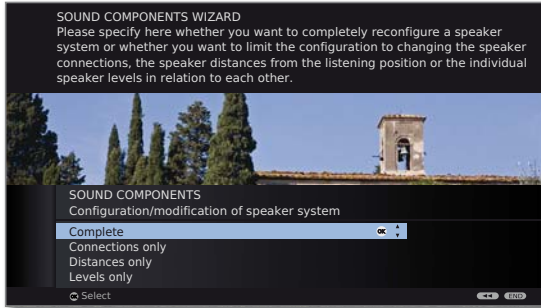 SOUND COMPONENTS WIZARD
Please specify here whether you want to completely reconfigure a speaker
system or whether you want to limit the configuration to changing the speaker
connections, the speaker distances from the listening position or the individual
speaker levels in relation to each other.
SOUND COMPONENTS
Configuration/modification of speaker system
Complete OK
Connections only
Distances only
Levels only
OK Select END